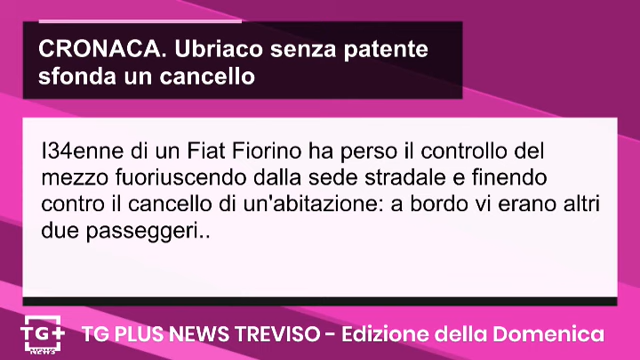 CRONACA. Ubriaco senza patente
sfonda un cancello
I34enne di un Fiat Fiorino ha perso il controllo del
mezzo fuoriuscendo dalla sede stradale e finendo
contro il cancello di un'abitazione: a bordo vi erano altri
due passeggeri..
TG+
NEWS
TG PLUS NEWS TREVISO - Edizione della Domenica